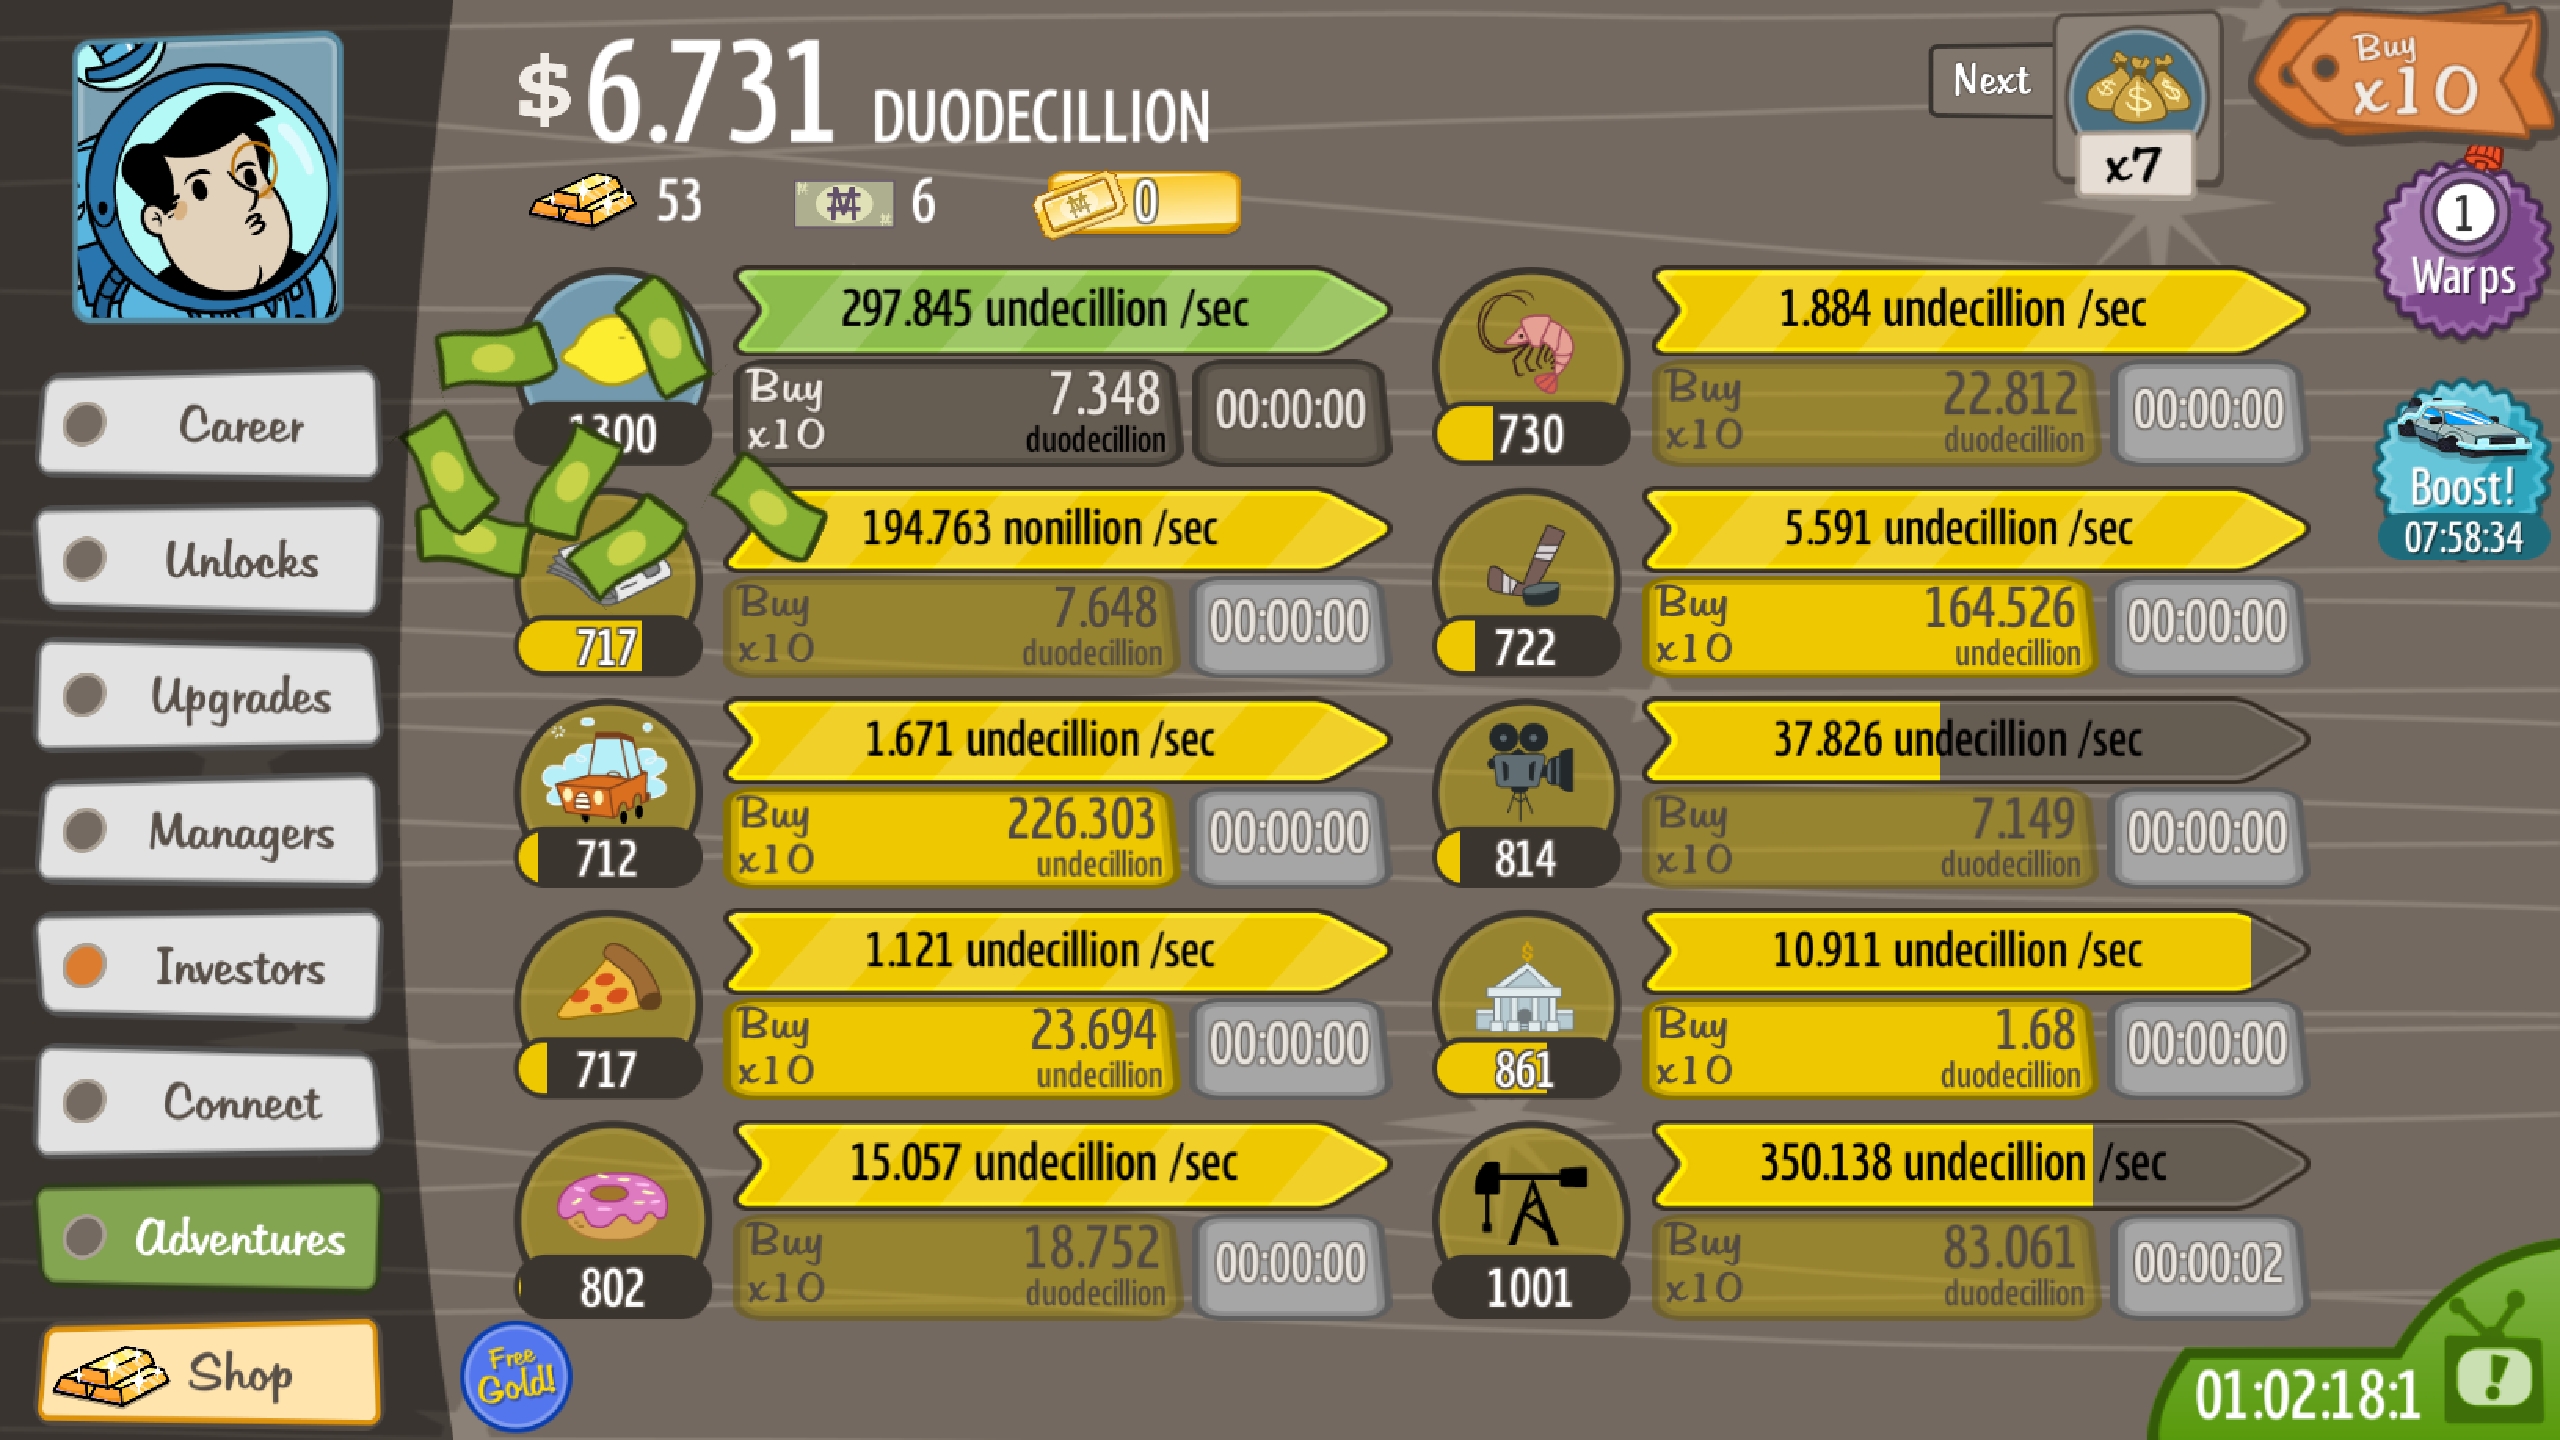 $6.731 DUODECILLION
53
6
0
Next
x7
Buy
x10
1
Warps
Boost!
07:58:34
Career
Unlocks
Upgrades
Managers
Investors
Connect
Adventures
Shop
297.845 undecillion /sec
1300
Buy
x10
7.348
duodecillion
00:00:00
194.763 nonillion /sec
717
Buy
x10
7.648
duodecillion
00:00:00
1.671 undecillion /sec
712
Buy
x10
226.303
undecillion
00:00:00
1.121 undecillion /sec
717
Buy
x10
23.694
undecillion
00:00:00
15.057 undecillion /sec
802
Buy
x10
18.752
duodecillion
00:00:00
1.884 undecillion /sec
730
Buy
x10
22.812
duodecillion
00:00:00
5.591 undecillion /sec
722
Buy
x10
164.526
undecillion
00:00:00
37.826 undecillion /sec
814
Buy
x10
7.149
duodecillion
00:00:00
10.911 undecillion /sec
861
Buy
x10
1.68
duodecillion
00:00:00
350.138 undecillion /sec
1001
Buy
x10
83.061
duodecillion
00:00:02
Free
Gold!
01:02:18:1